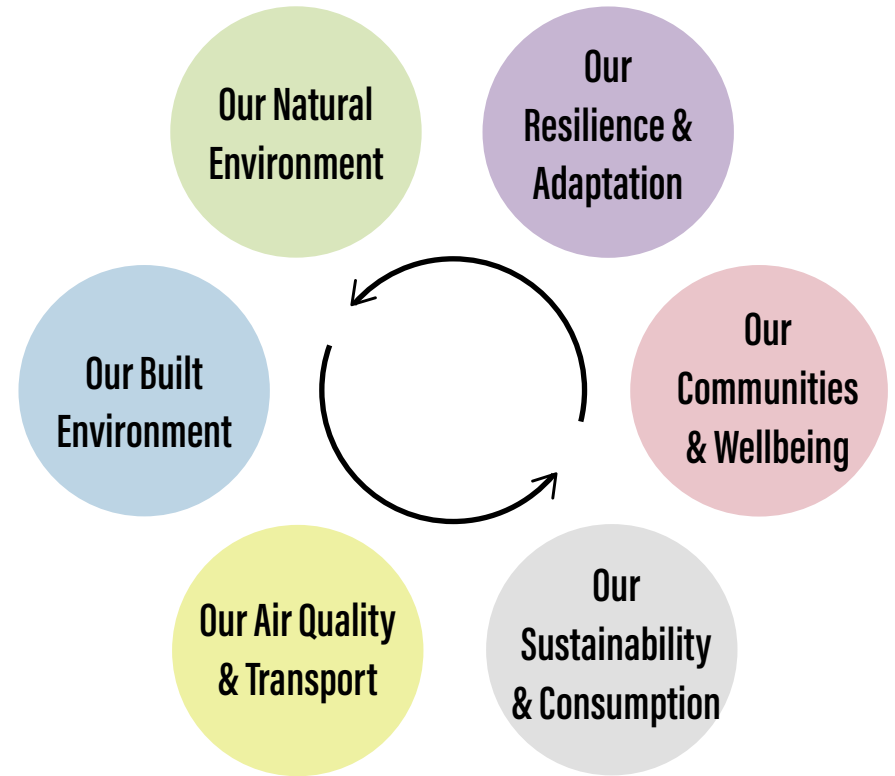 Our Natural
Environment
Our
Resilience &
Adaptation
Our Built
Environment
Our
Communities
& Wellbeing
Our Air Quality
& Transport
Our
Sustainability
& Consumption